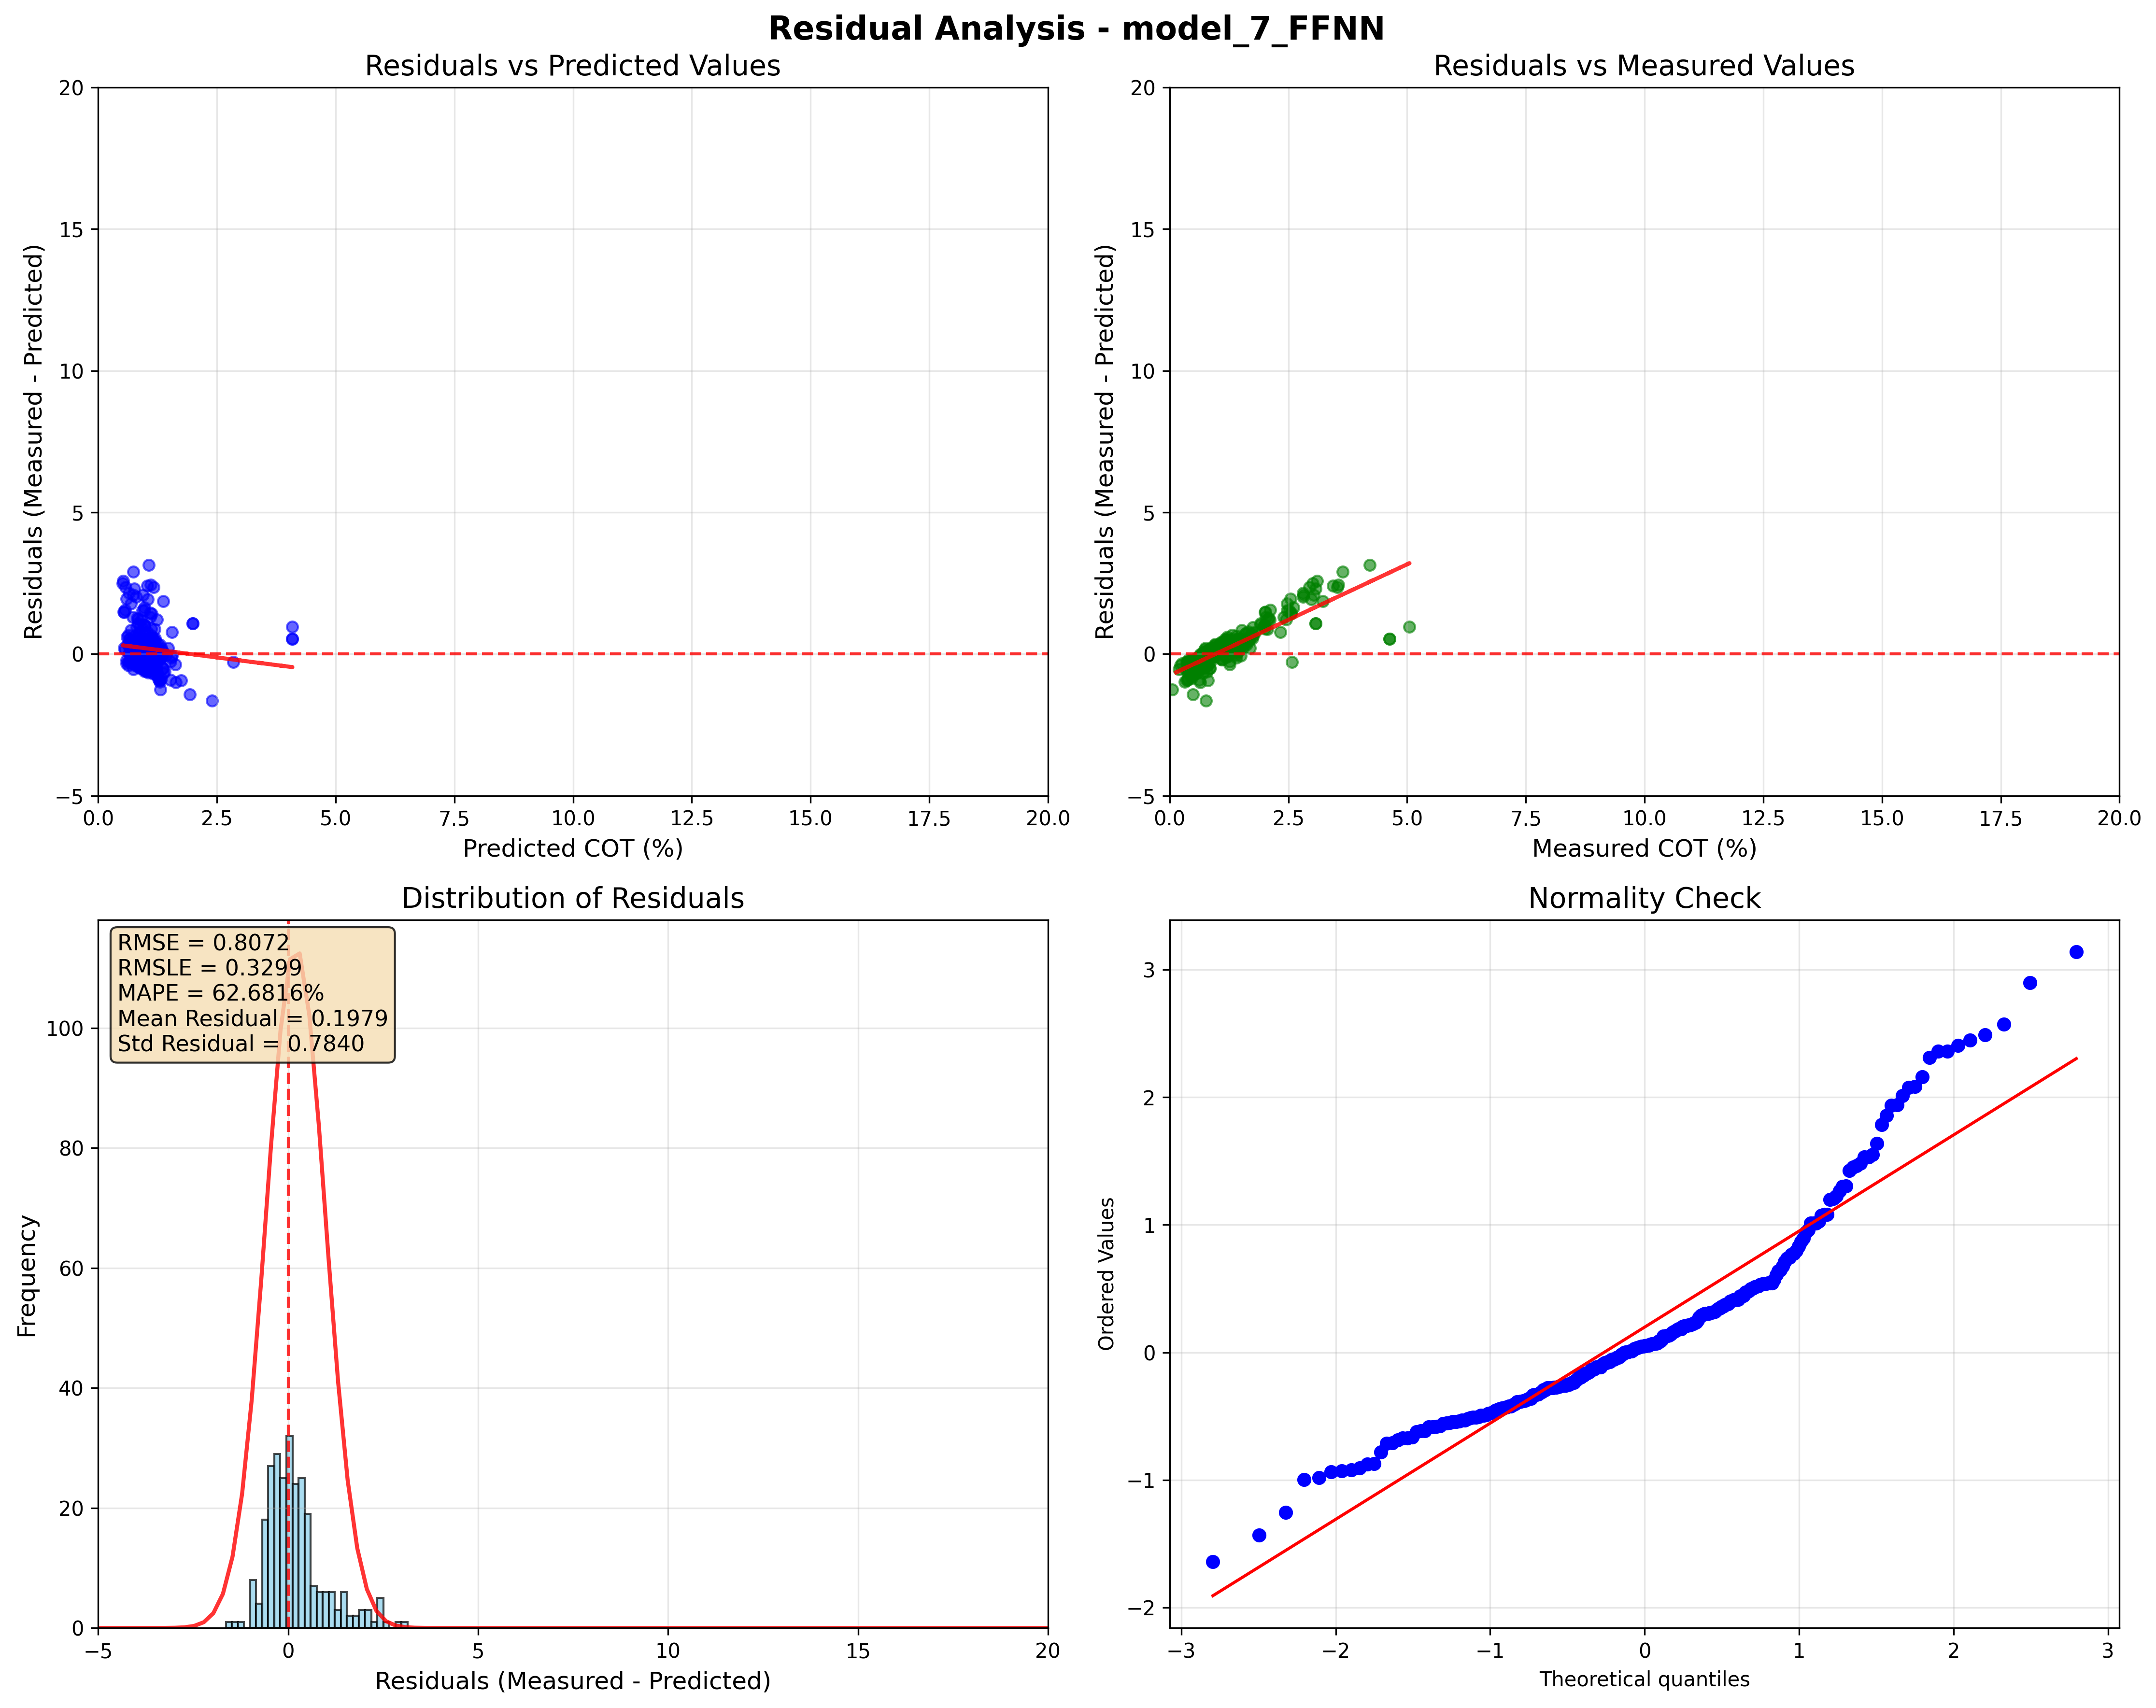 Residual Analysis - model_7_FFNN
Residuals vs Predicted Values
20
15
10
5
0
−5
0.0 2.5 5.0 7.5 10.0 12.5 15.0 17.5 20.0
Predicted COT (%)
Residuals (Measured - Predicted)
Residuals vs Measured Values
20
15
10
5
0
−5
0.0 2.5 5.0 7.5 10.0 12.5 15.0 17.5 20.0
Measured COT (%)
Residuals (Measured - Predicted)
Distribution of Residuals
RMSE = 0.8072
RMSLE = 0.3299
MAPE = 62.6816%
Mean Residual = 0.1979
Std Residual = 0.7840
100
80
60
40
20
0
−5 0 5 10 15 20
Residuals (Measured - Predicted)
Frequency
Normality Check
3
2
1
0
−1
−2
−3 −2 −1 0 1 2 3
Theoretical quantiles
Ordered Values